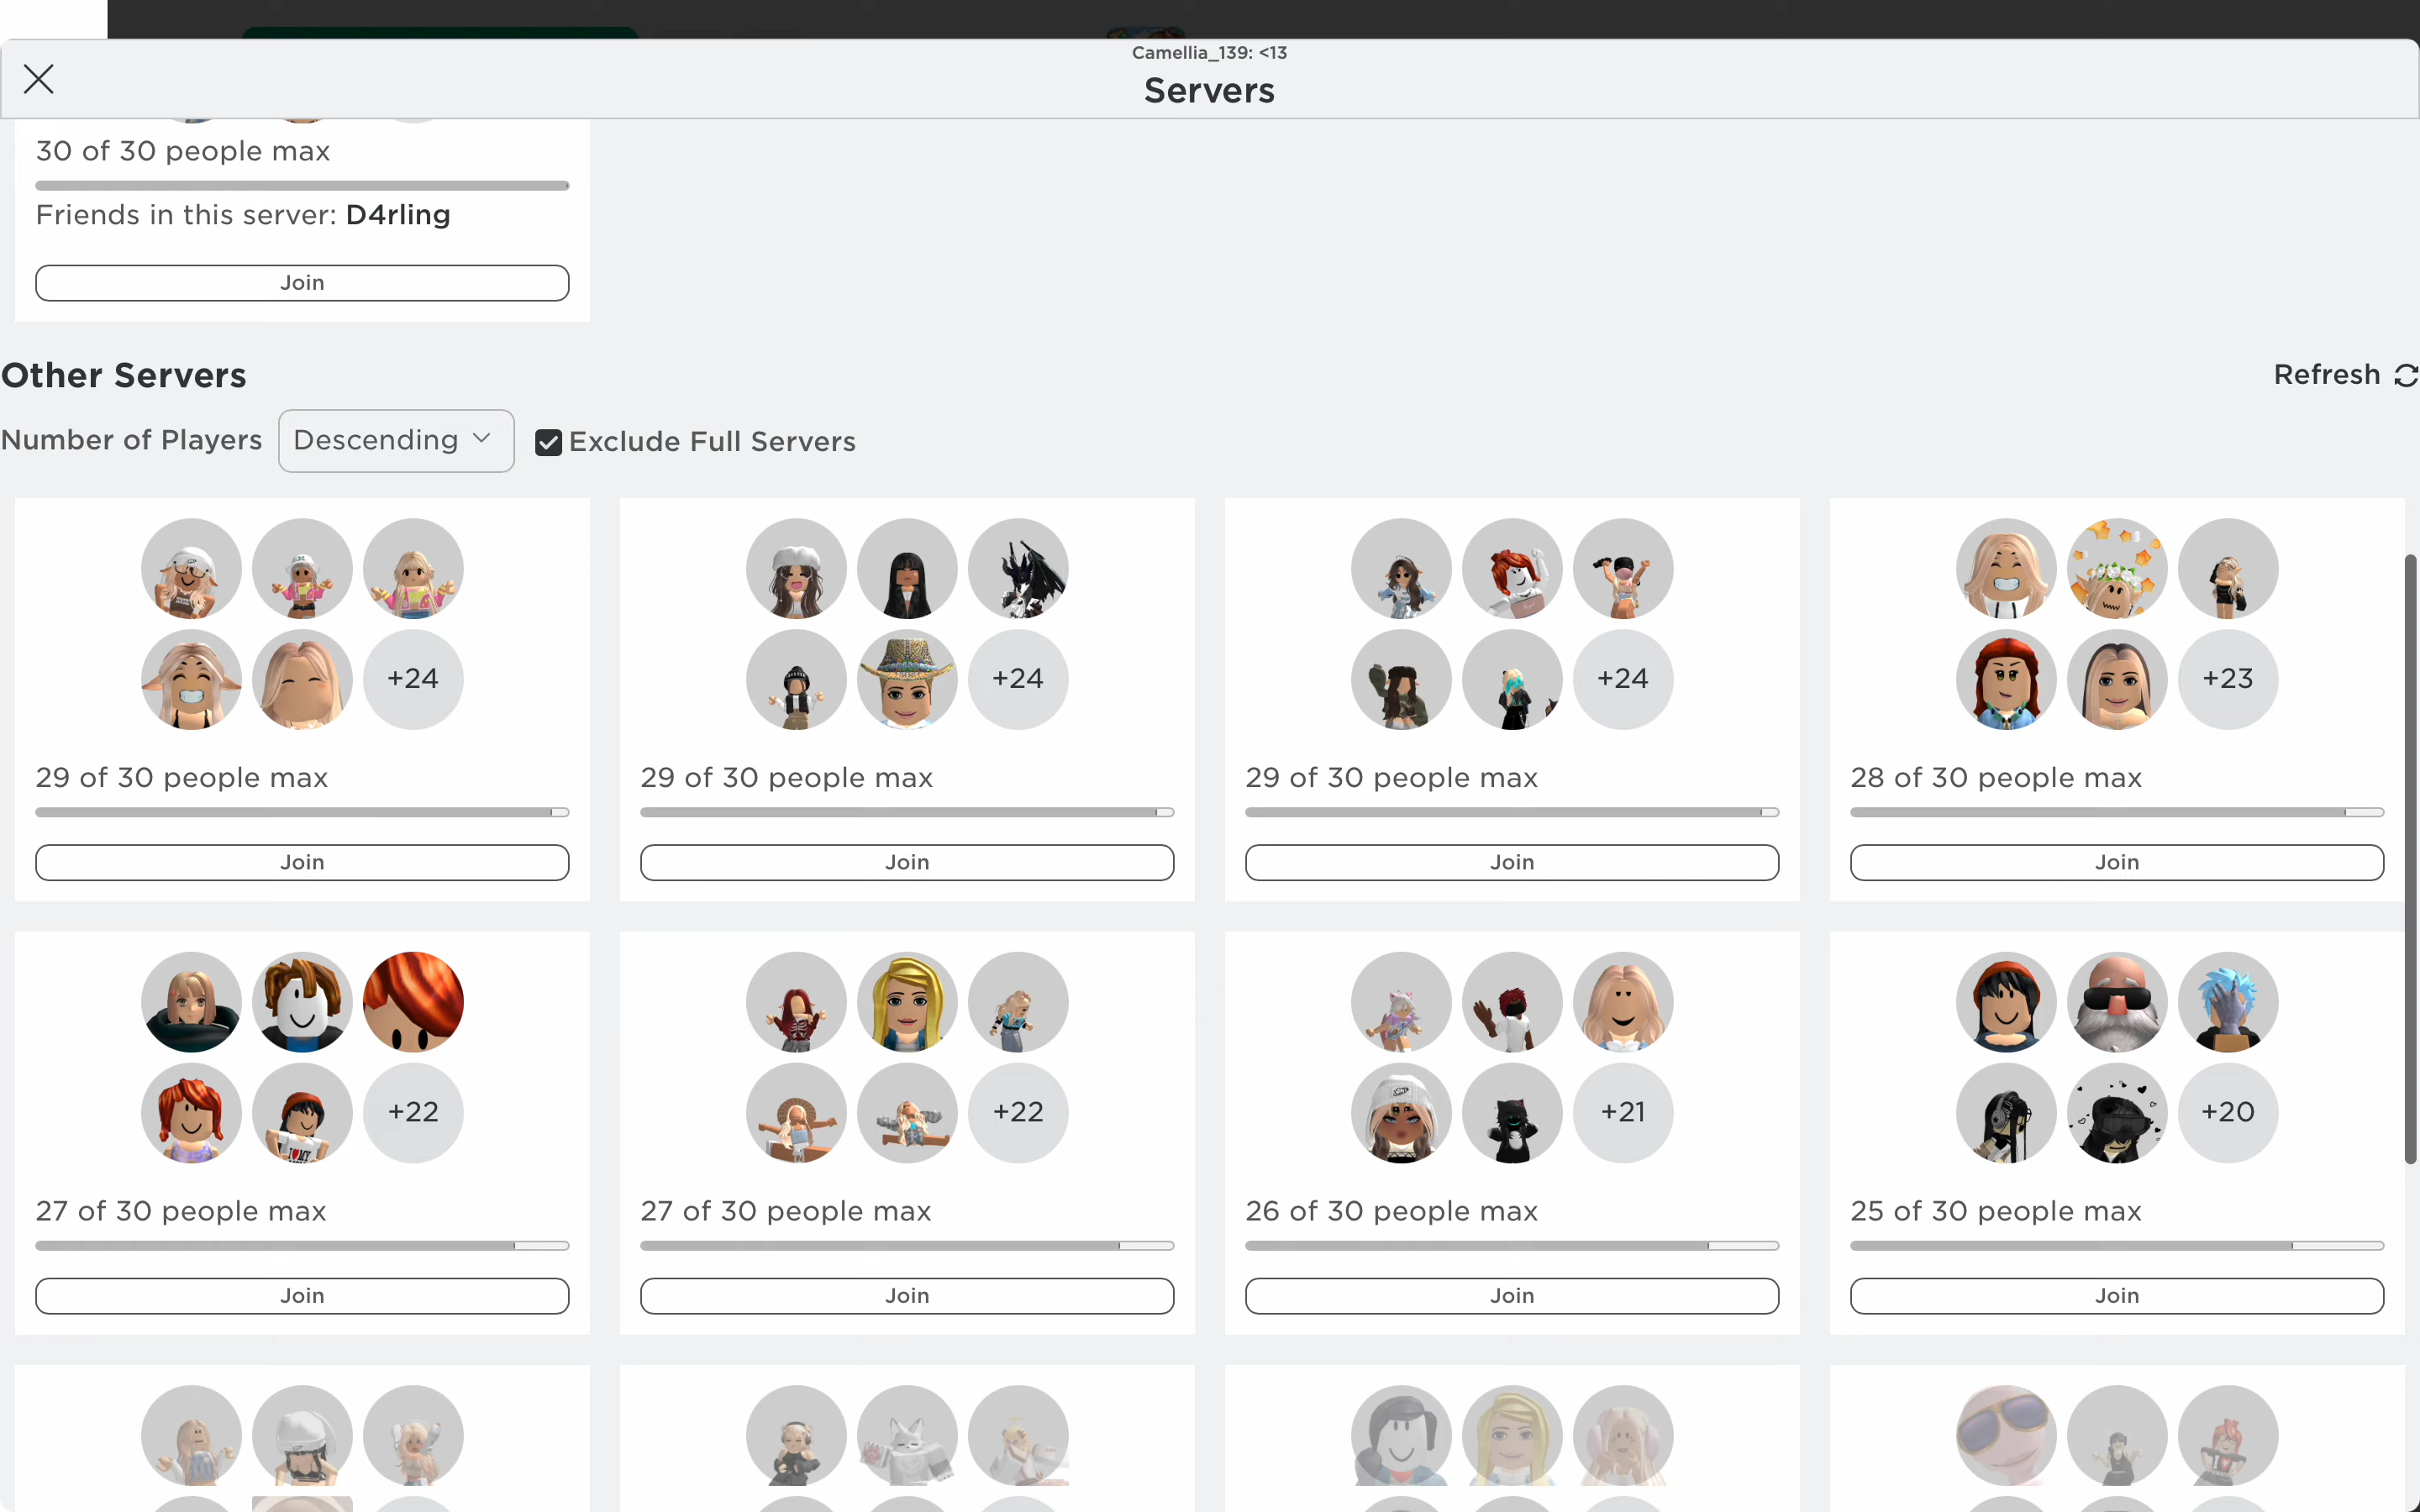 Camellia_139: <13
Servers
30 of 30 people max
Friends in this server: D4rling
Join
Other Servers
Refresh
Number of Players
Descending
Exclude Full Servers
+24
+24
+24
+23
29 of 30 people max
29 of 30 people max
29 of 30 people max
28 of 30 people max
Join
Join
Join
Join
+22
+22
+21
+20
27 of 30 people max
27 of 30 people max
26 of 30 people max
25 of 30 people max
Join
Join
Join
Join